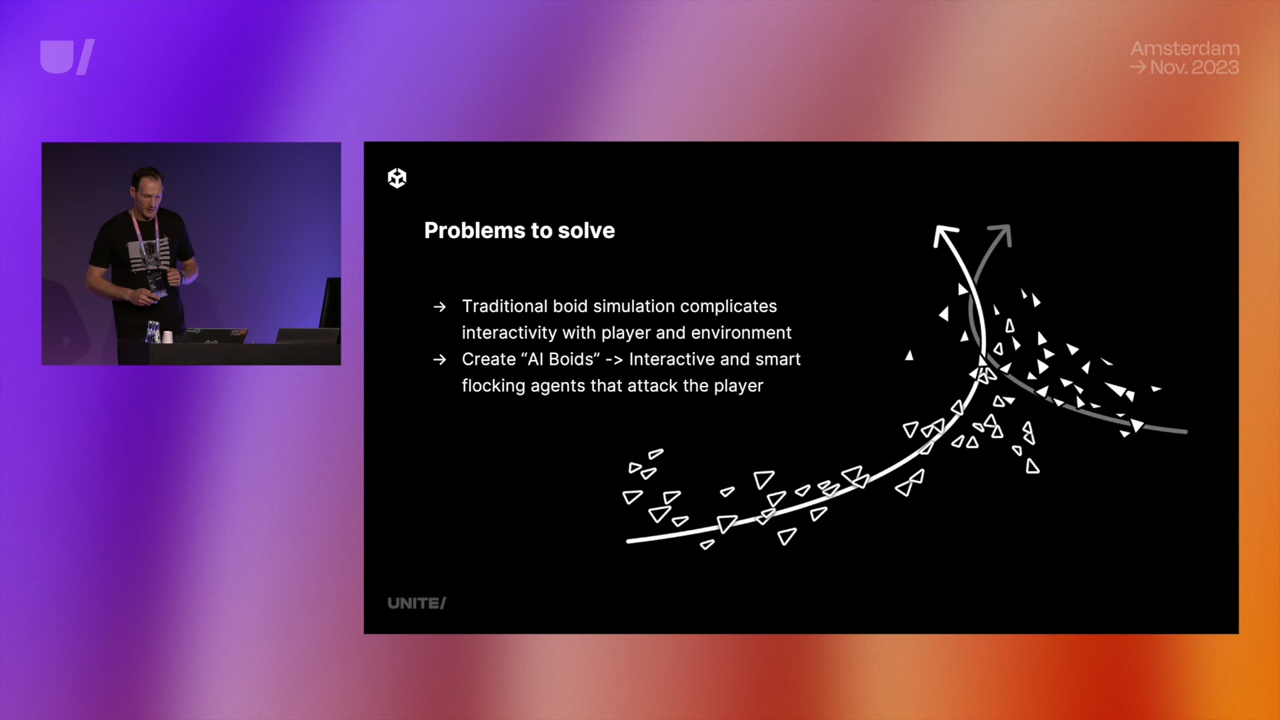 Amsterdam
→ Nov. 2023
Problems to solve
→ Traditional boid simulation complicates
interactivity with player and environment
→ Create “AI Boids” -> Interactive and smart
flocking agents that attack the player
UNITE/